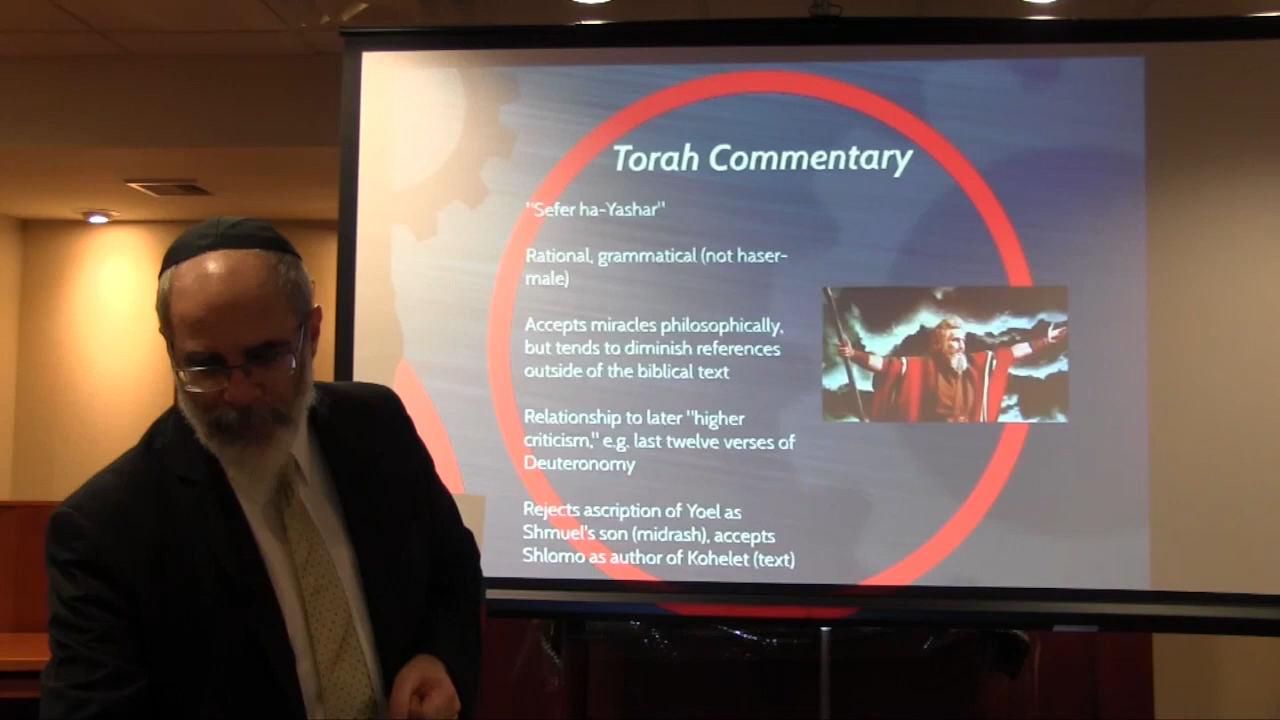 Torah Commentary
"Sefer ha-Yashar"
Rational, grammatical (not haser-
male)
Accepts miracles philosophically,
but tends to diminish references
outside of the biblical text
Relationship to later "higher
criticism," e.g. last twelve verses of
Deuteronomy
Rejects ascription of Yoel as
Shmuel's son (midrash), accepts
Shlomo as author of Kohelet (text)